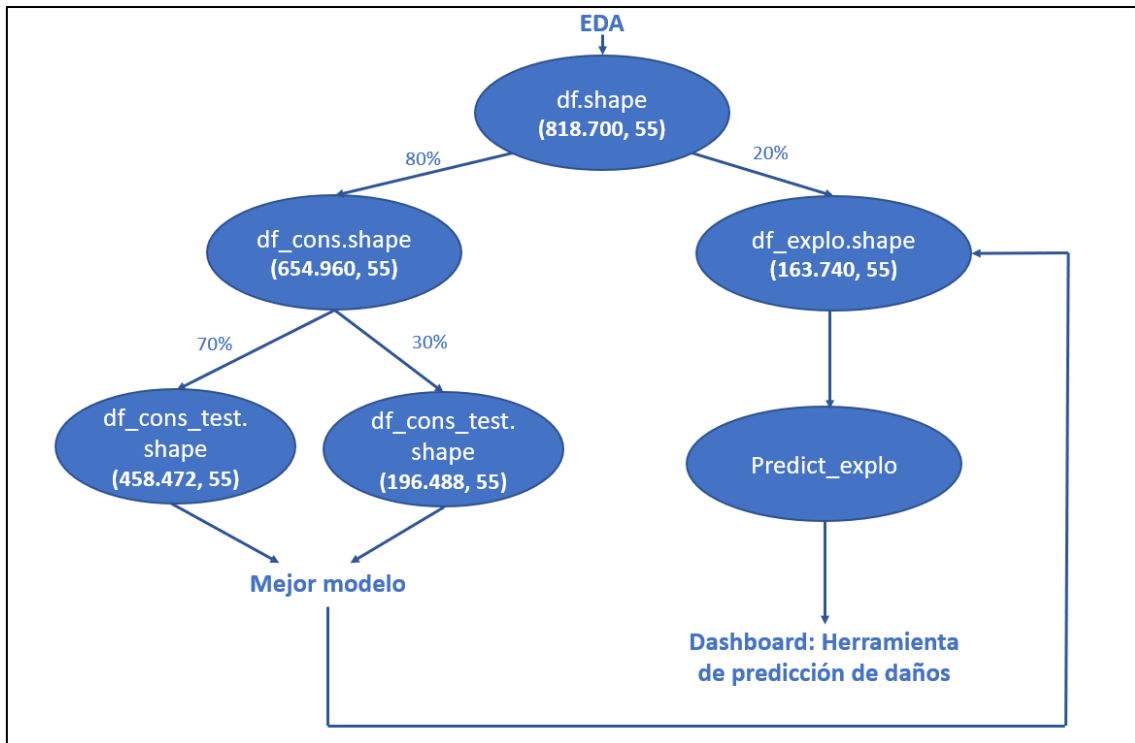 EDA
df.shape
(818.700, 55)
80%
20%
df_cons.shape
(654.960, 55)
df_explo.shape
(163.740, 55)
70%
30%
df_cons_test.
shape
(458.472, 55)
df_cons_test.
shape
(196.488, 55)
Predict_explo
Mejor modelo
Dashboard: Herramienta
de predicción de daños